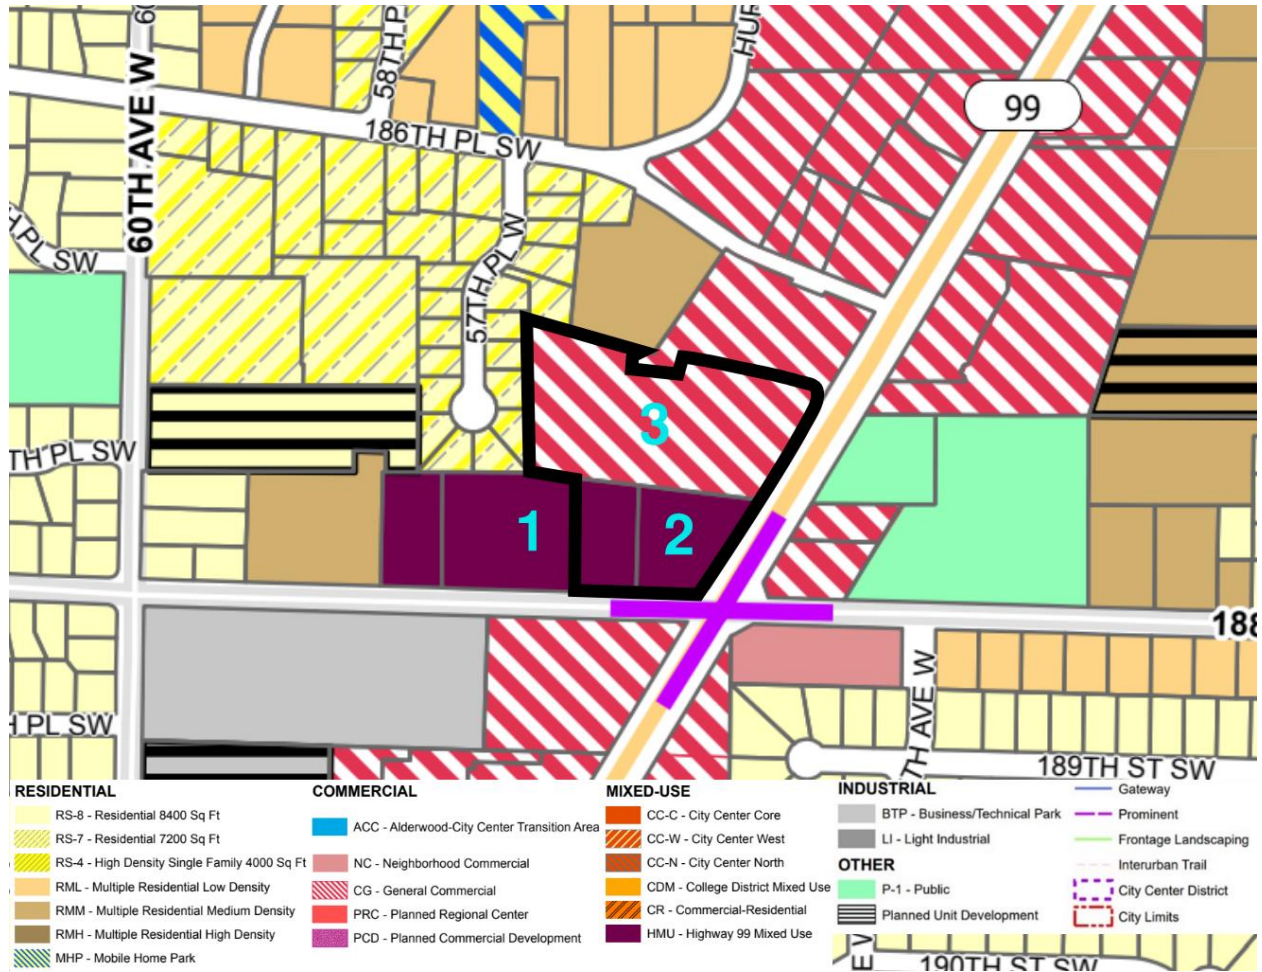 60
58TH P
HUR
99
186TH PL SW
60TH AVE W
H PL SW
57TH PL W
3
TH PL SW
1
2
188
H PL SW
TH AVE W
189TH ST SW
RESIDENTIAL
RS-8 - Residential 8400 Sq Ft
RS-7 - Residential 7200 Sq Ft
RS-4 - High Density Single Family 4000 Sq Ft
RML - Multiple Residential Low Density
RMM - Multiple Residential Medium Density
RMH - Multiple Residential High Density
MHP - Mobile Home Park
COMMERCIAL
ACC - Alderwood-City Center Transition Area
NC - Neighborhood Commercial
CG - General Commercial
PRC - Planned Regional Center
PCD - Planned Commercial Development
MIXED-USE
CC-C - City Center Core
CC-W - City Center West
CC-N - City Center North
CDM - College District Mixed Use
CR - Commercial-Residential
HMU - Highway 99 Mixed Use
INDUSTRIAL
BTP - Business/Technical Park
LI - Light Industrial
OTHER
P-1 - Public
Planned Unit Development
Gateway
Prominent
Frontage Landscaping
Interurban Trail
City Center District
City Limits
E V
190TH ST SW